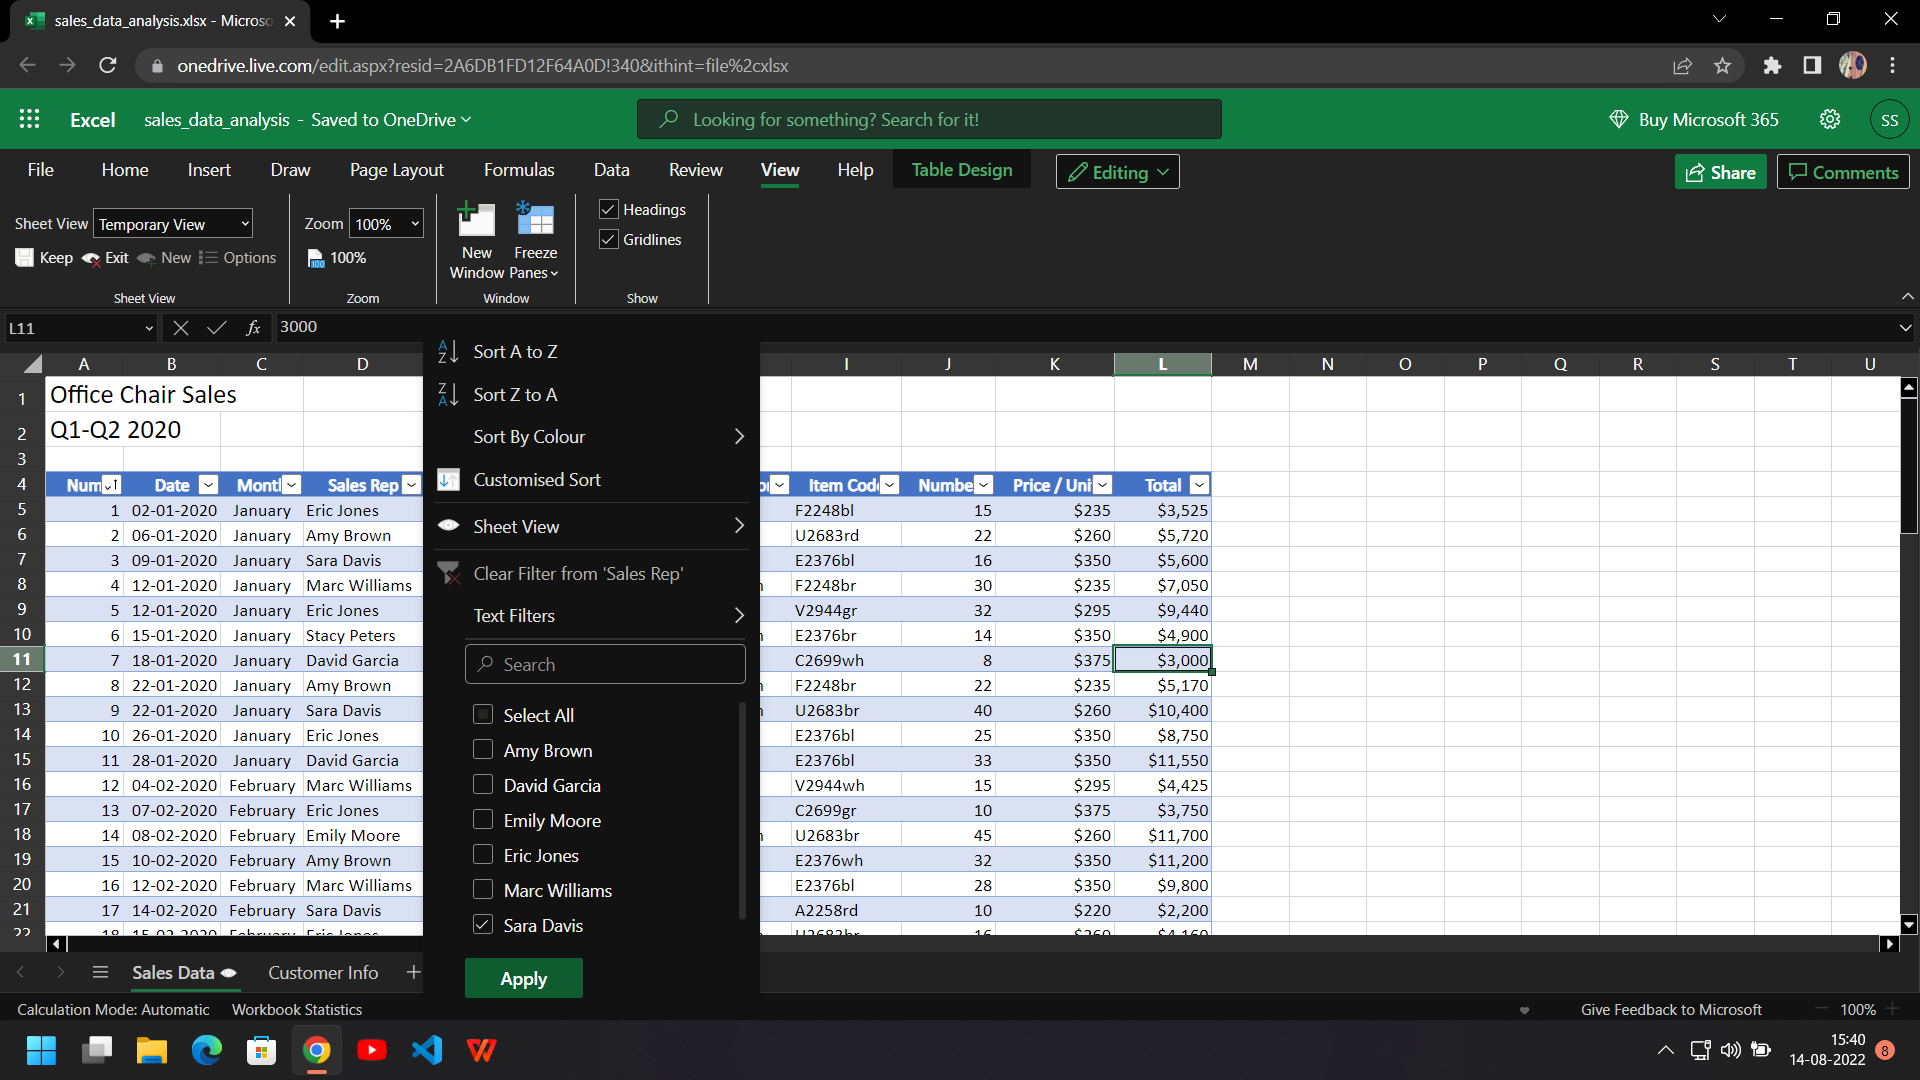 sales_data_analysis.xlsx - Microso
onedrive.live.com/edit.aspx?resid=2A6DB1FD12F64A0D!340&ithint=file%2cxlsx
Excel sales_data_analysis - Saved to OneDrive
Looking for something? Search for it!
Buy Microsoft 365
SS
File Home Insert Draw Page Layout Formulas Data Review View Help Table Design Editing Share Comments
Sheet View Temporary View
Keep Exit New Options
Sheet View
Zoom 100%
100%
Zoom
New Window
Freeze Panes
Window
Headings
Gridlines
Show
L11 fx 3000
A B C D I J K L M N O P Q R S T U
1 Office Chair Sales
2 Q1-Q2 2020
3
4 Num Date Montl Sales Rep Item Code Numbe Price / Uni Total
5 1 02-01-2020 January Eric Jones F2248bl 15 $235 $3,525
6 2 06-01-2020 January Amy Brown U2683rd 22 $260 $5,720
7 3 09-01-2020 January Sara Davis E2376bl 16 $350 $5,600
8 4 12-01-2020 January Marc Williams F2248br 30 $235 $7,050
9 5 12-01-2020 January Eric Jones V2944gr 32 $295 $9,440
10 6 15-01-2020 January Stacy Peters E2376br 14 $350 $4,900
11 7 18-01-2020 January David Garcia C2699wh 8 $375 $3,000
12 8 22-01-2020 January Amy Brown F2248br 22 $235 $5,170
13 9 22-01-2020 January Sara Davis U2683br 40 $260 $10,400
14 10 26-01-2020 January Eric Jones E2376bl 25 $350 $8,750
15 11 28-01-2020 January David Garcia E2376bl 33 $350 $11,550
16 12 04-02-2020 February Marc Williams V2944wh 15 $295 $4,425
17 13 07-02-2020 February Eric Jones C2699gr 10 $375 $3,750
18 14 08-02-2020 February Emily Moore U2683br 45 $260 $11,700
19 15 10-02-2020 February Amy Brown E2376wh 32 $350 $11,200
20 16 12-02-2020 February Marc Williams E2376bl 28 $350 $9,800
21 17 14-02-2020 February Sara Davis A2258rd 10 $220 $2,200
22 18 15-02-2020 February Eric Jones U2683br 16 $260 $4,160
Sort A to Z
Sort Z to A
Sort By Colour
Customised Sort
Sheet View
Clear Filter from 'Sales Rep'
Text Filters
Search
Select All
Amy Brown
David Garcia
Emily Moore
Eric Jones
Marc Williams
Sara Davis
Apply
Sales Data Customer Info
Calculation Mode: Automatic Workbook Statistics
Give Feedback to Microsoft 100%
15:40
14-08-2022
8